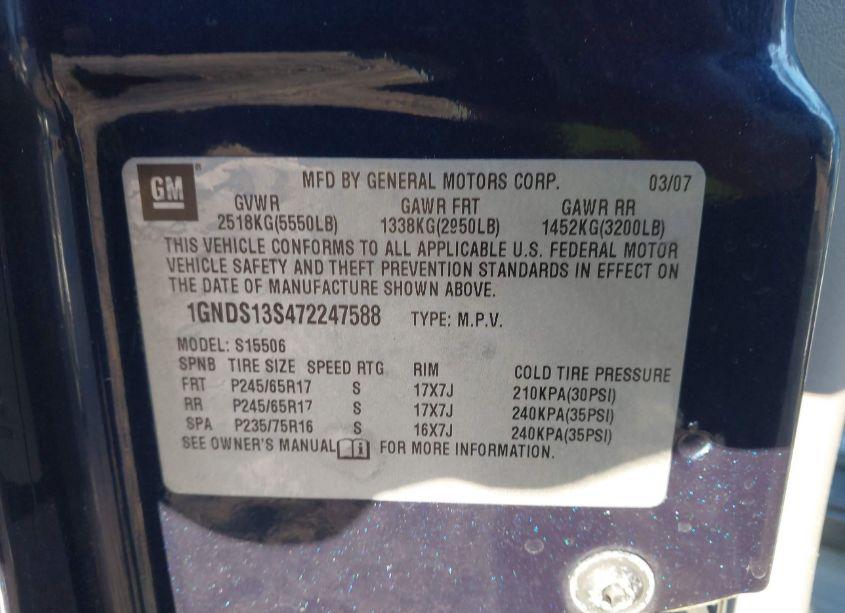 GM® MFD BY GENERAL MOTORS CORP. 03/07
GVWR GAWR FRT GAWR RR
2518KG(5550LB) 1338KG(2950LB) 1452KG(3200LB)
THIS VEHICLE CONFORMS TO ALL APPLICABLE U.S. FEDERAL MOTOR
VEHICLE SAFETY AND THEFT PREVENTION STANDARDS IN EFFECT ON
THE DATE OF MANUFACTURE SHOWN ABOVE.
1GNDS13S472247588 TYPE: M.P.V.
MODEL: S15506
SPNB TIRE SIZE SPEED RTG RIM COLD TIRE PRESSURE
FRT P245/65R17 S 17X7J 210KPA(30PSI)
RR P245/65R17 S 17X7J 240KPA(35PSI)
SPA P235/75R16 S 16X7J 240KPA(35PSI)
SEE OWNER'S MANUAL i FOR MORE INFORMATION.